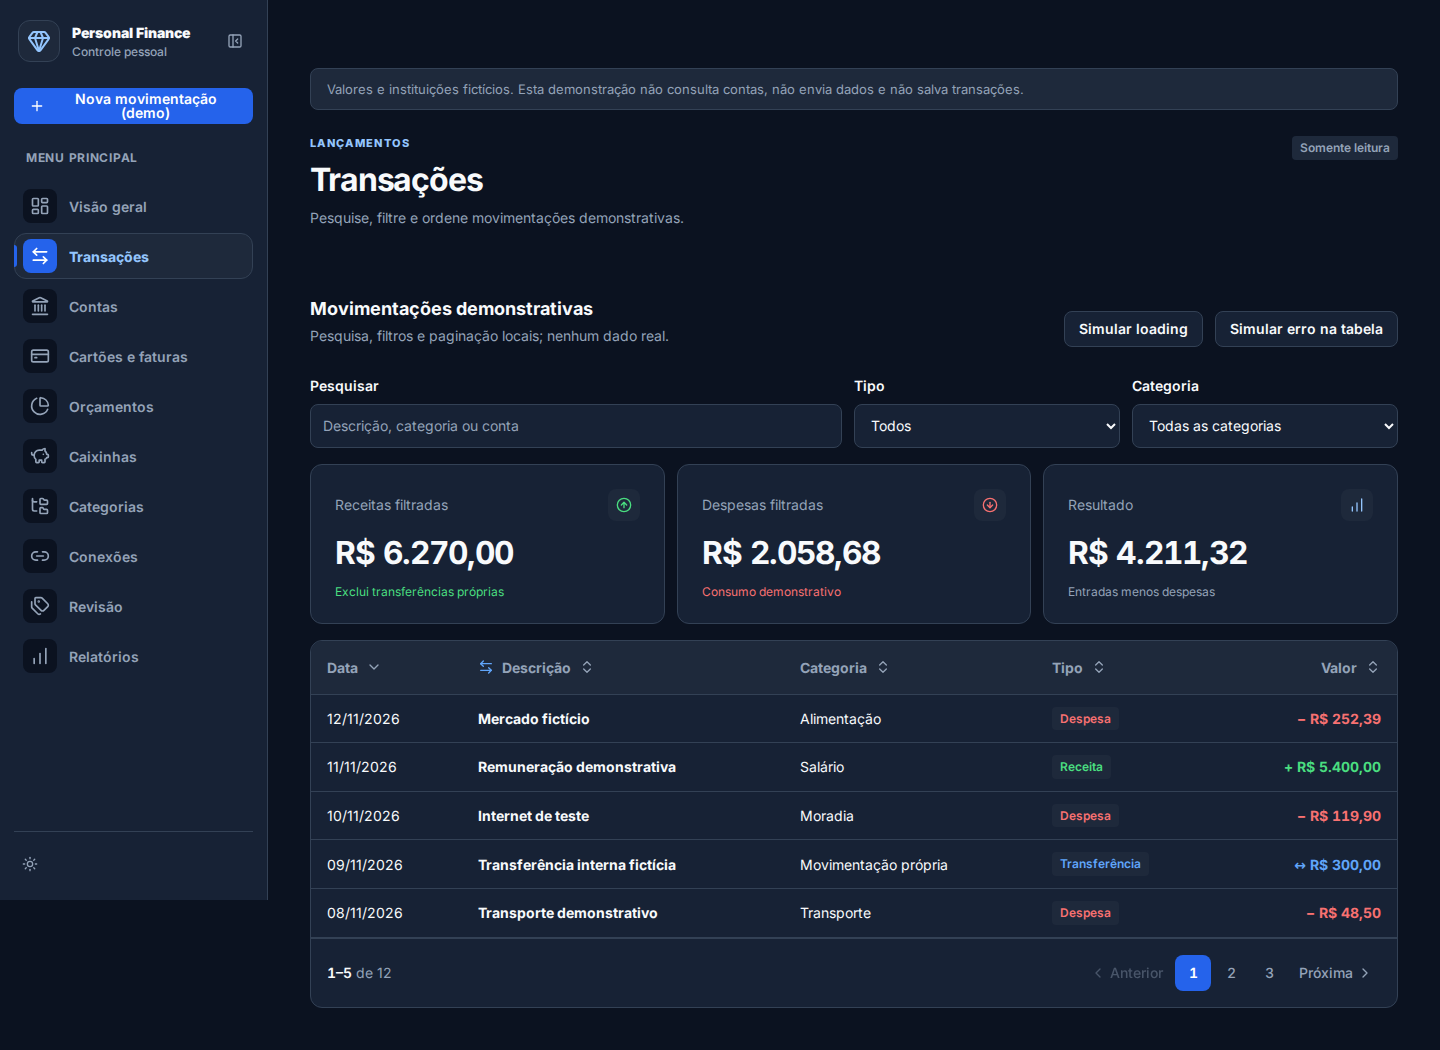 Personal Finance
Controle pessoal
Nova movimentação
(demo)
MENU PRINCIPAL
Visão geral
Transações
Contas
Cartões e faturas
Orçamentos
Caixinhas
Categorias
Conexões
Revisão
Relatórios
Valores e instituições fictícios. Esta demonstração não consulta contas, não envia dados e não salva transações.
LANÇAMENTOS
Somente leitura
Transações
Pesquise, filtre e ordene movimentações demonstrativas.
Movimentações demonstrativas
Pesquisa, filtros e paginação locais; nenhum dado real.
Simular loading
Simular erro na tabela
Pesquisar
Tipo
Categoria
Descrição, categoria ou conta
Todos
Todas as categorias
Receitas filtradas
R$ 6.270,00
Exclui transferências próprias
Despesas filtradas
R$ 2.058,68
Consumo demonstrativo
Resultado
R$ 4.211,32
Entradas menos despesas
Data Descrição Categoria Tipo Valor
12/11/2026 Mercado fictício Alimentação Despesa − R$ 252,39
11/11/2026 Remuneração demonstrativa Salário Receita + R$ 5.400,00
10/11/2026 Internet de teste Moradia Despesa − R$ 119,90
09/11/2026 Transferência interna fictícia Movimentação própria Transferência ↔ R$ 300,00
08/11/2026 Transporte demonstrativo Transporte Despesa − R$ 48,50
1–5 de 12
Anterior 1 2 3 Próxima